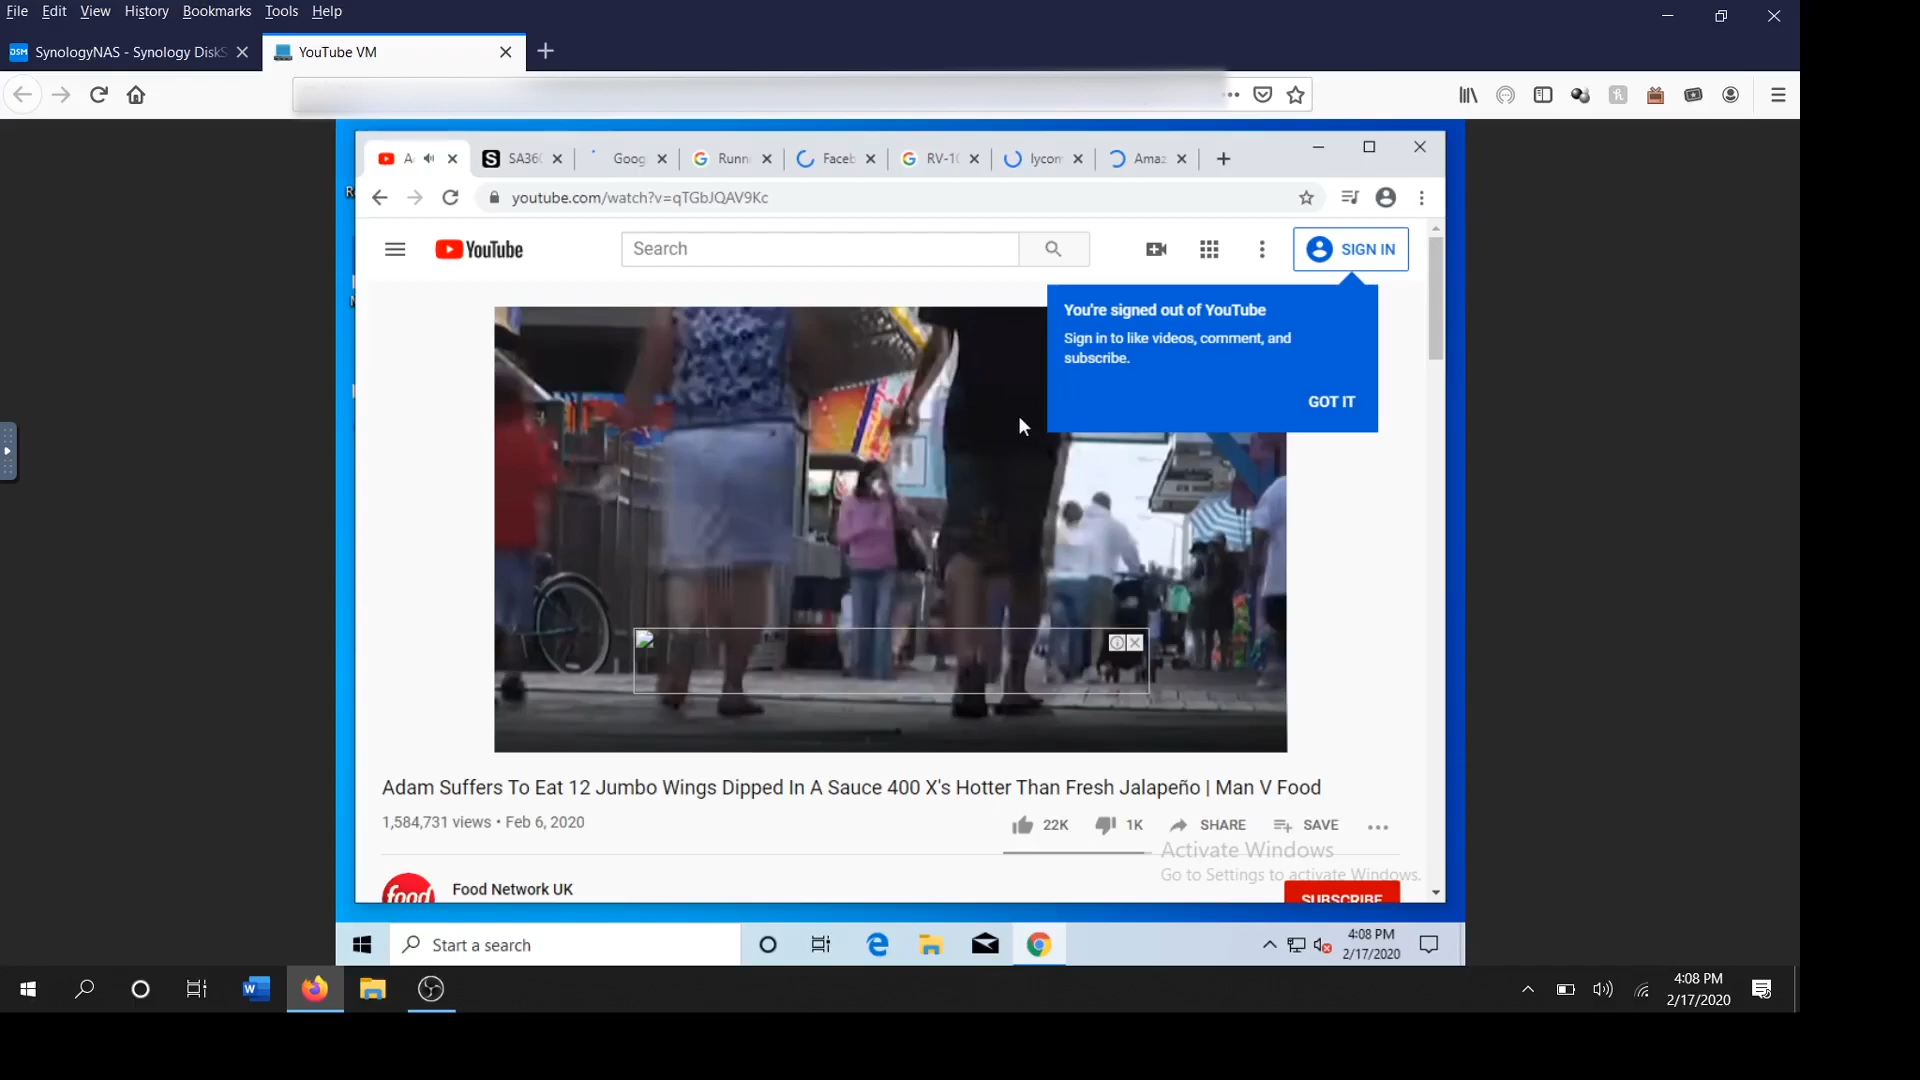 File Edit View History Bookmarks Tools Help
SynologyNAS - Synology DiskS
YouTube VM
SA36
Goog
Runn
Faceb
RV-1
lycom
Amaz
youtube.com/watch?v=qTGbJQAV9Kc
YouTube
Search
SIGN IN
You're signed out of YouTube
Sign in to like videos, comment, and
subscribe.
GOT IT
Adam Suffers To Eat 12 Jumbo Wings Dipped In A Sauce 400 X's Hotter Than Fresh Jalapeño | Man V Food
1,584,731 views • Feb 6, 2020
22K 1K SHARE SAVE
Activate Windows
Go to Settings to activate Windows.
food
Food Network UK
SUBSCRIBE
Start a search
4:08 PM
2/17/2020
4:08 PM
2/17/2020